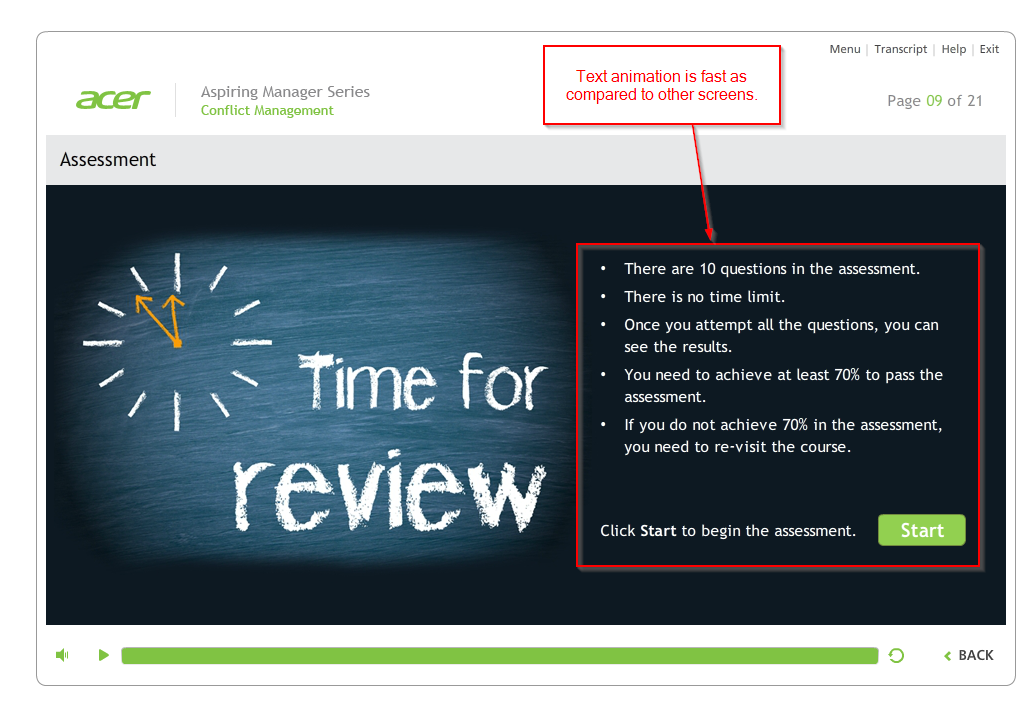 Menu | Transcript | Help | Exit
Text animation is fast as
compared to other screens.
acer
Aspiring Manager Series
Conflict Management
Page 09 of 21
Assessment
Time for
review
• There are 10 questions in the assessment.
• There is no time limit.
• Once you attempt all the questions, you can
see the results.
• You need to achieve at least 70% to pass the
assessment.
• If you do not achieve 70% in the assessment,
you need to re-visit the course.
Click Start to begin the assessment.
Start
BACK